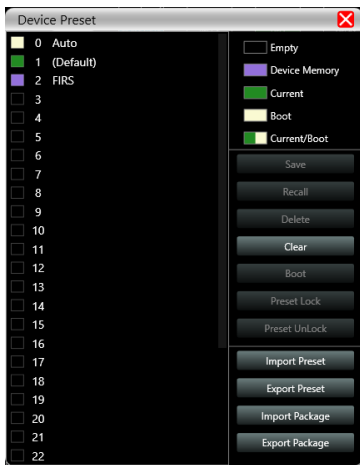 Device Preset
0 Auto
1 (Default)
2 FIRS
3
4
5
6
7
8
9
10
11
12
13
14
15
16
17
18
19
20
21
22
Empty
Device Memory
Current
Boot
Current/Boot
Save
Recall
Delete
Clear
Boot
Preset Lock
Preset UnLock
Import Preset
Export Preset
Import Package
Export Package